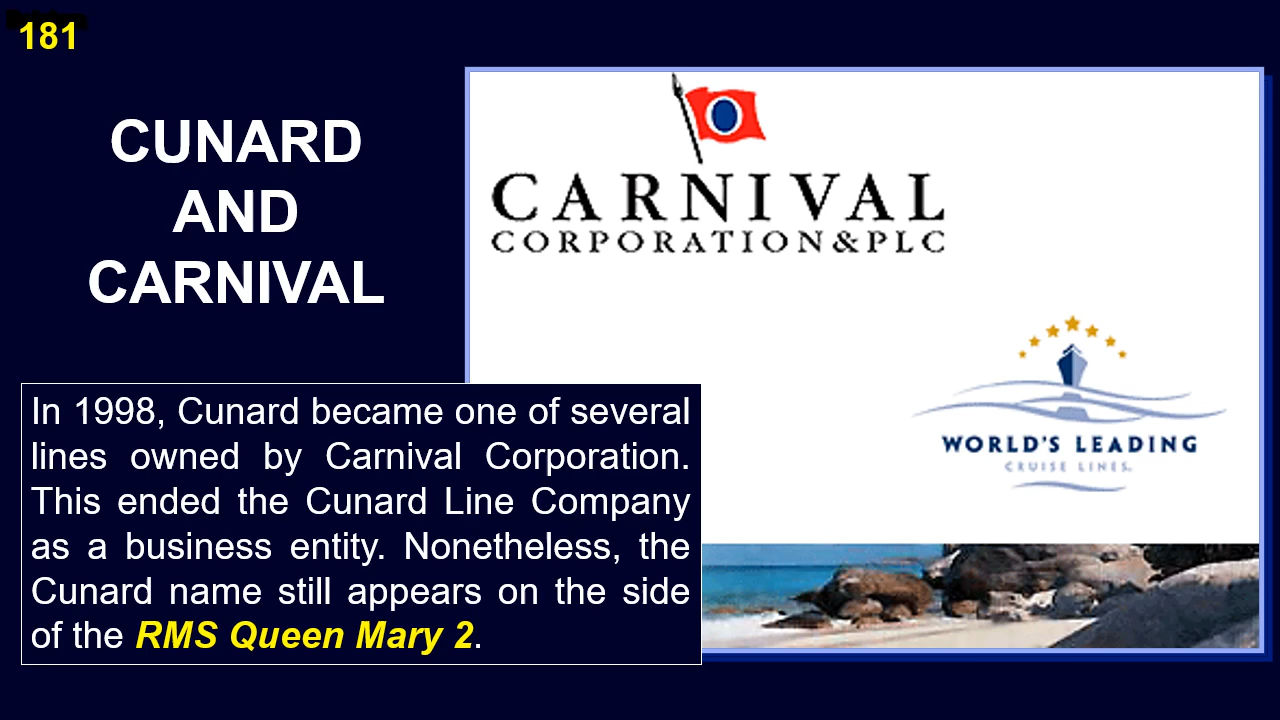 181
CUNARD
AND
CARNIVAL
CARNIVAL
CORPORATION&PLC
WORLD'S LEADING
CRUISE LINES.
In 1998, Cunard became one of several
lines owned by Carnival Corporation.
This ended the Cunard Line Company
as a business entity. Nonetheless, the
Cunard name still appears on the side
of the RMS Queen Mary 2.